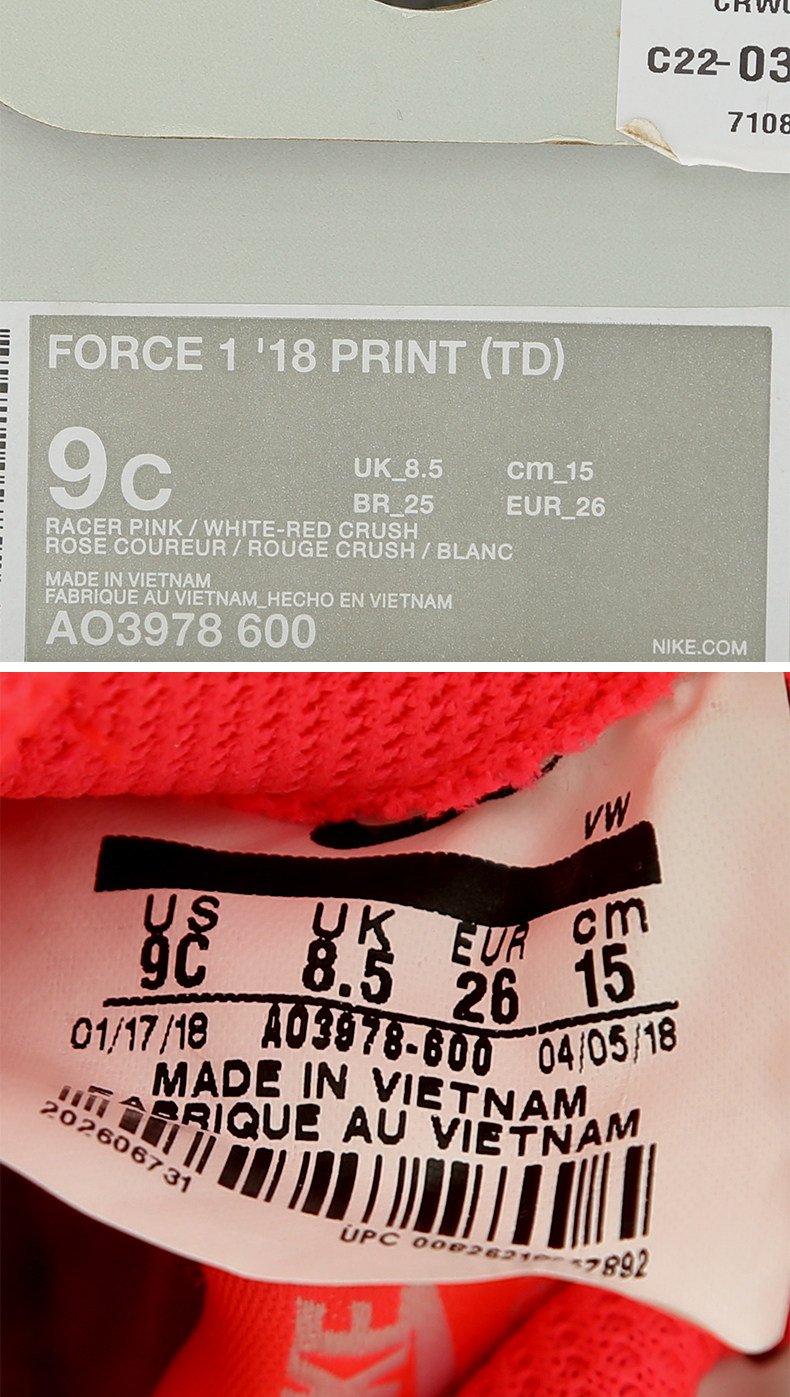 C22-03
7108
FORCE 1 '18 PRINT (TD)
9C
UK_8.5 cm_15
BR_25 EUR_26
RACER PINK / WHITE-RED CRUSH
ROSE COUREUR / ROUGE CRUSH / BLANC
MADE IN VIETNAM
FABRIQUE AU VIETNAM_HECHO EN VIETNAM
AO3978 600
NIKE.COM
VW
US UK EUR cm
9C 8.5 26 15
01/17/18 AO3978-600 04/05/18
MADE IN VIETNAM
FABRIQUE AU VIETNAM
202606731
UPC